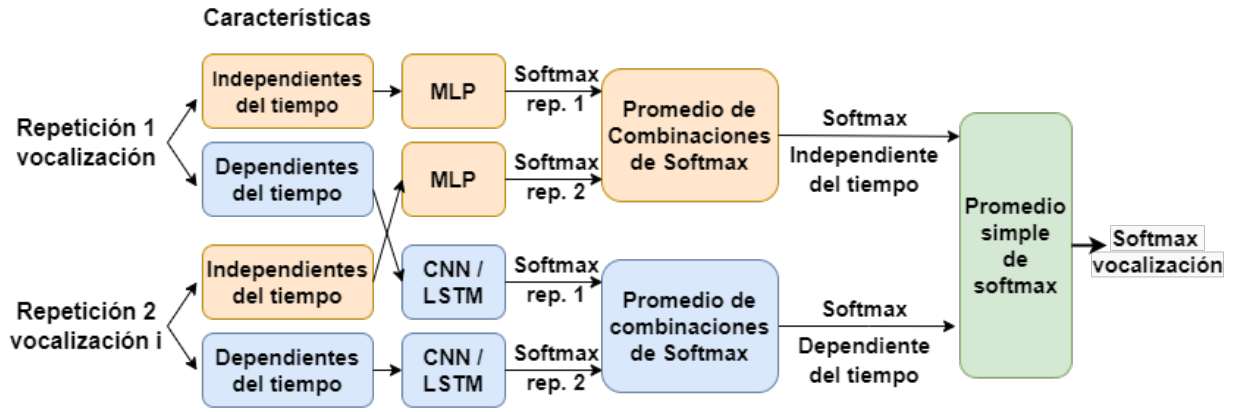 Características
Repetición 1
vocalización
Independientes
del tiempo
MLP
Softmax
rep. 1
Dependientes
del tiempo
MLP
Softmax
rep. 2
Promedio de
Combinaciones
de Softmax
Softmax
Independiente
del tiempo
Repetición 2
vocalización i
Independientes
del tiempo
CNN /
LSTM
Softmax
rep. 1
Dependientes
del tiempo
CNN /
LSTM
Softmax
rep. 2
Promedio de
combinaciones
de Softmax
Softmax
Dependiente
del tiempo
Promedio
simple
de
softmax
Softmax
vocalización